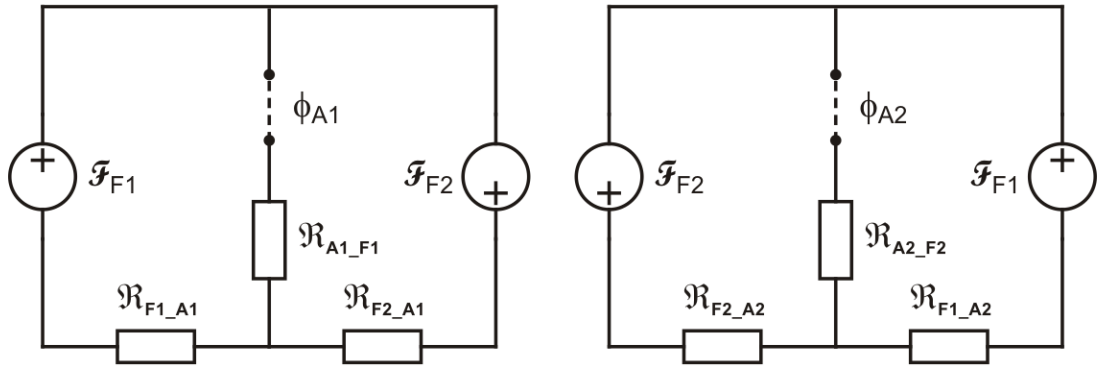 ϕA1
+
𝓕F1
𝓕F2
+
ℜA1_F1
ℜF1_A1
ℜF2_A1
ϕA2
+
𝓕F2
𝓕F1
+
ℜA2_F2
ℜF2_A2
ℜF1_A2